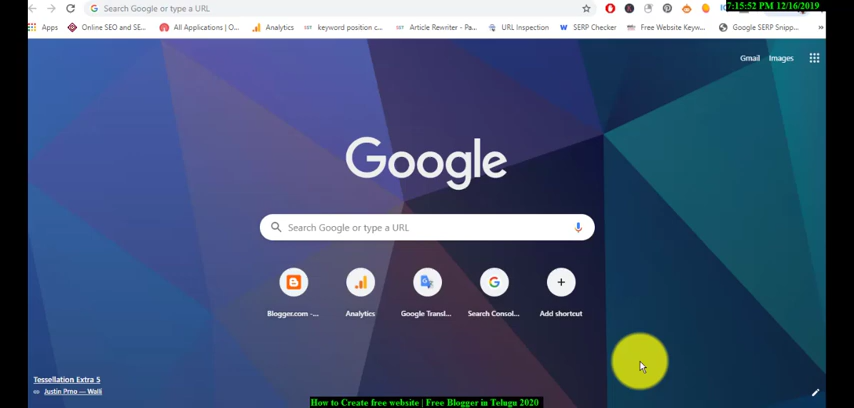 Search Google or type a URL
7:15:52 PM 12/16/2019
Apps
Online SEO and SE...
All Applications | O...
Analytics
keyword position c...
Article Rewriter - Pa...
URL Inspection
SERP Checker
Free Website Keyw...
Google SERP Snipp...
»
Gmail
Images
Google
Search Google or type a URL
Blogger.com -...
Analytics
Google Transl...
Search Consol...
Add shortcut
Tessellation Extra 5
Justin Prno — Walli
How to Create free website | Free Blogger in Telugu 2020